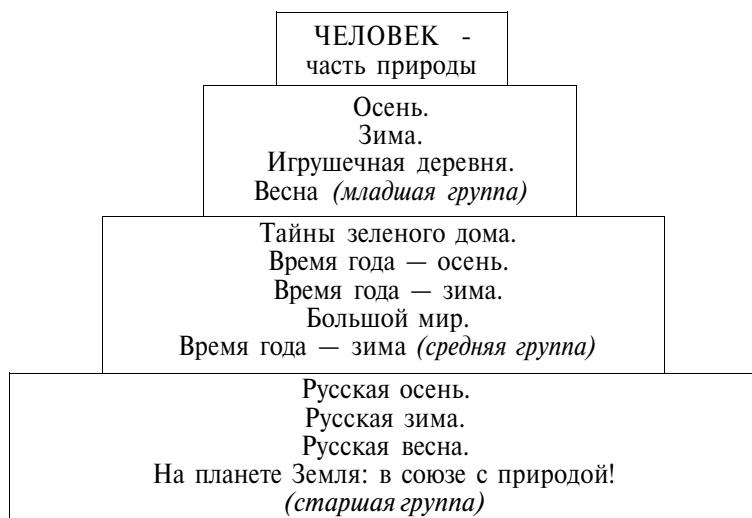 ЧЕЛОВЕК -
часть природы
Осень.
Зима.
Игрушечная деревня.
Весна (младшая группа)
Тайны зеленого дома.
Время года — осень.
Время года — зима.
Большой мир.
Время года — зима (средняя группа)
Русская осень.
Русская зима.
Русская весна.
На планете Земля: в союзе с природой!
(старшая группа)